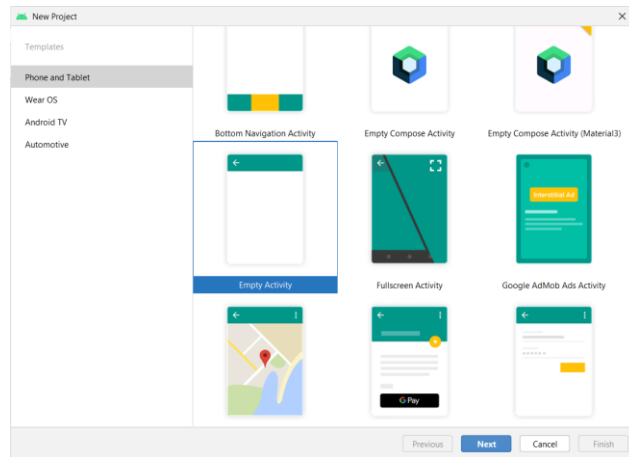 New Project
Templates
Phone and Tablet
Wear OS
Android TV
Automotive
Bottom Navigation Activity
Empty Compose Activity
Empty Compose Activity (Material3)
Interstitial Ad
Empty Activity
Fullscreen Activity
Google AdMob Ads Activity
G Pay
Previous
Next
Cancel
Finish